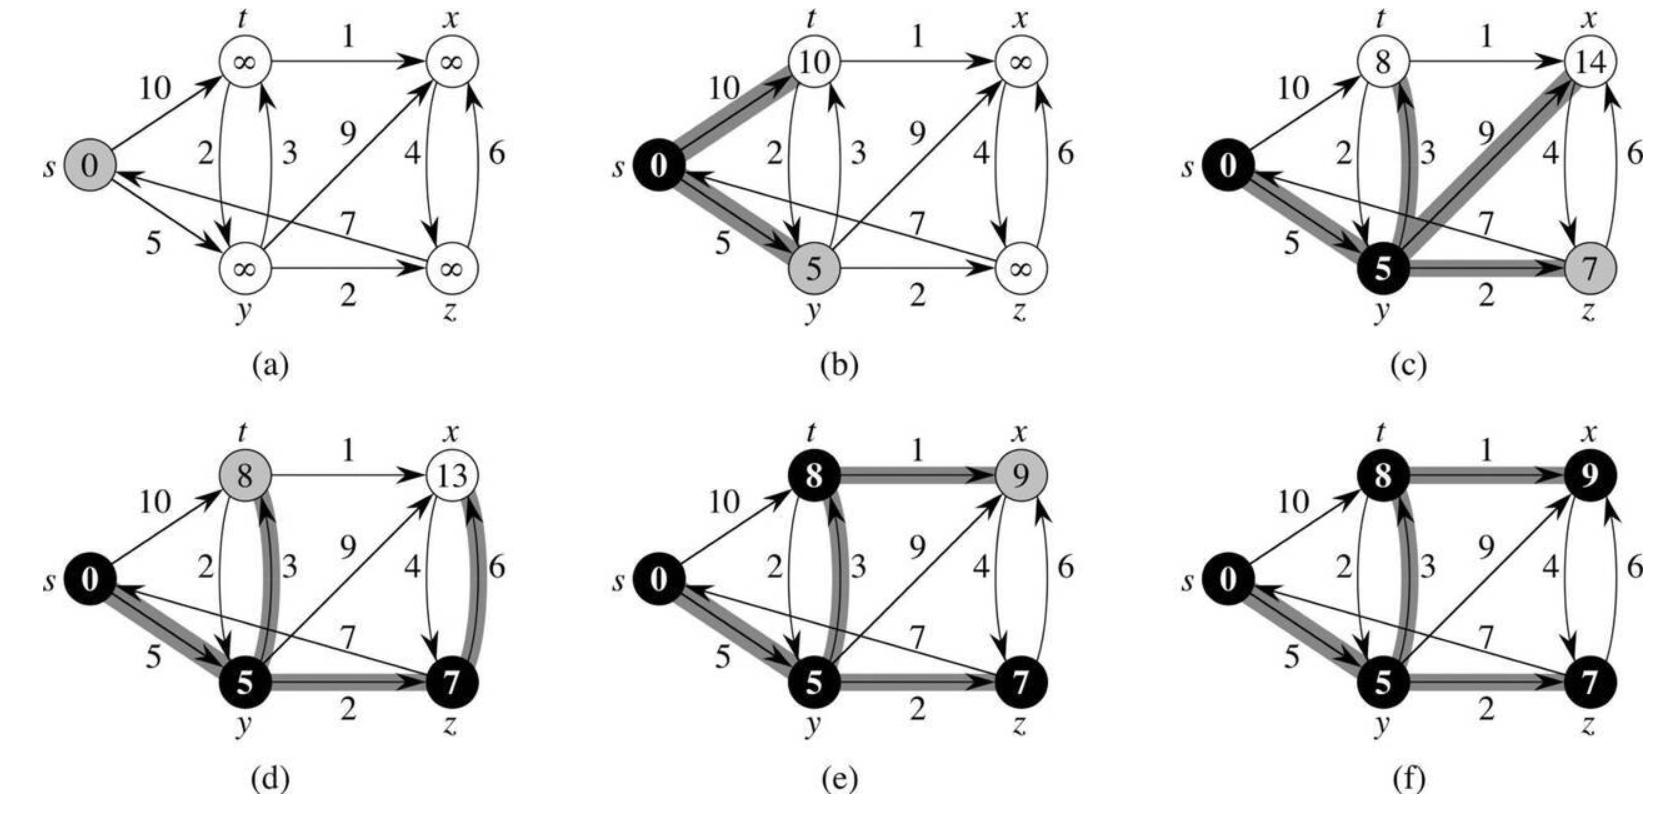 t x t x t x
1 1 1
∞ ∞ 10 ∞ 8 14
10 10 10
9 9 9
s 0 2 3 4 6 s 0 2 3 4 6 s 0 2 3 4 6
5 7 5 7 5 7
∞ ∞ 5 ∞ 5 7
2 2 2
y z y z y z
(a) (b) (c)
t x t x t x
1 1 1
8 13 8 9 8 9
10 10 10
9 9 9
s 0 2 3 4 6 s 0 2 3 4 6 s 0 2 3 4 6
5 7 5 7 5 7
5 7 5 7 5 7
2 2 2
y z y z y z
(d) (e) (f)